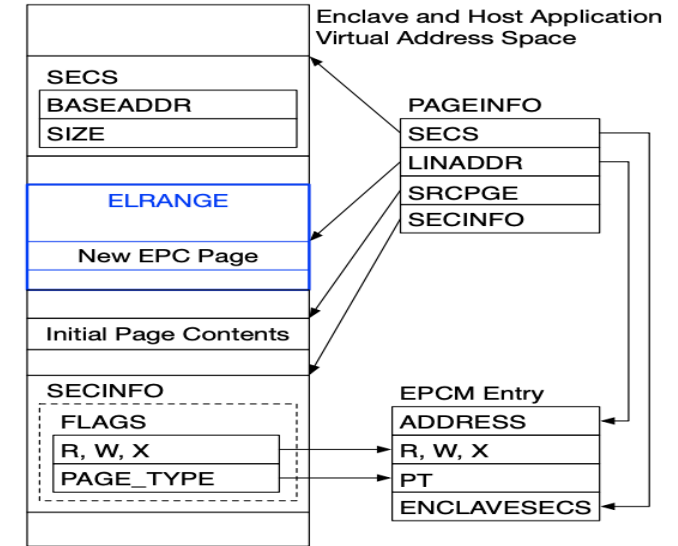 Enclave and Host Application
Virtual Address Space
SECS
BASEADDR
SIZE
ELRANGE
New EPC Page
Initial Page Contents
SECINFO
FLAGS
R, W, X
PAGE_TYPE
PAGEINFO
SECS
LINADDR
SRCPGE
SECINFO
EPCM Entry
ADDRESS
R, W, X
PT
ENCLAVESECS